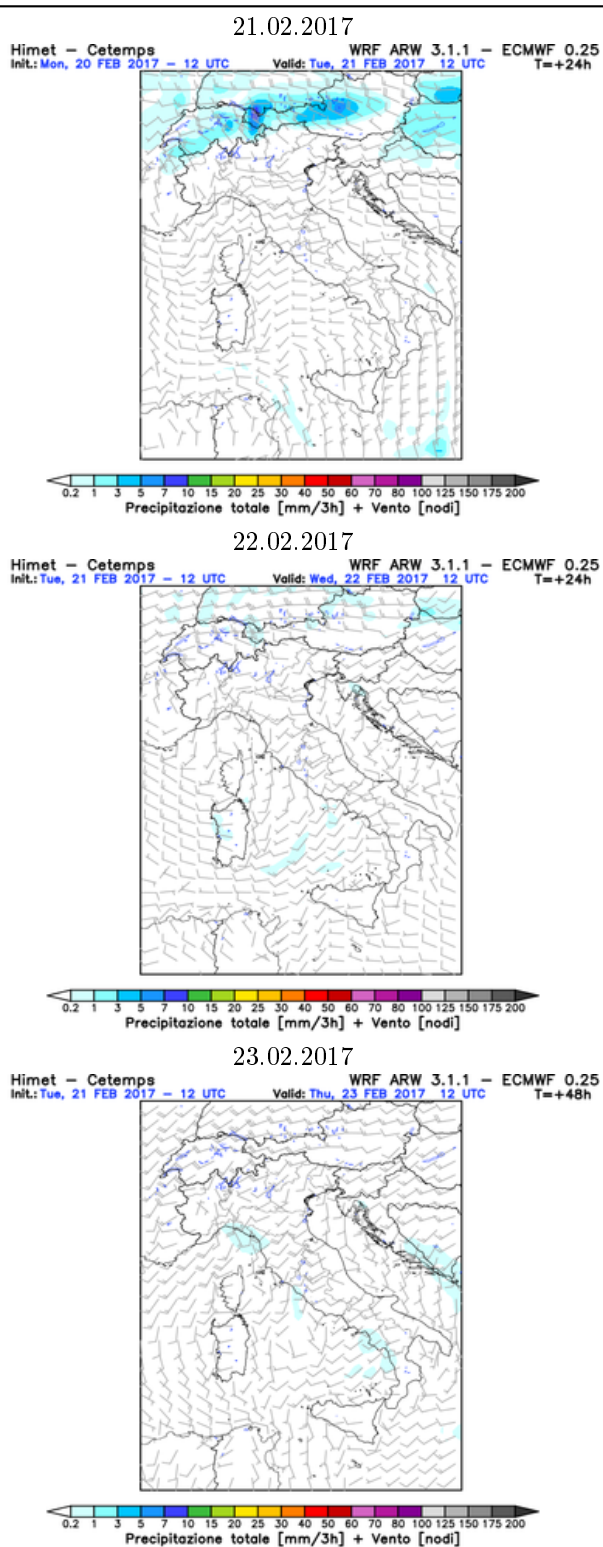 21.02.2017
Himet - Cetemps WRF ARW 3.1.1 - ECMWF 0.25
Init.: Mon, 20 FEB 2017 - 12 UTC Valid: Tue, 21 FEB 2017 12 UTC T=+24h
0.2 1 3 5 7 10 15 20 25 30 40 50 60 70 80 100 125 150 175 200
Precipitazione totale [mm/3h] + Vento [nodi]
22.02.2017
Himet - Cetemps WRF ARW 3.1.1 - ECMWF 0.25
Init.: Tue, 21 FEB 2017 - 12 UTC Valid: Wed, 22 FEB 2017 12 UTC T=+24h
0.2 1 3 5 7 10 15 20 25 30 40 50 60 70 80 100 125 150 175 200
Precipitazione totale [mm/3h] + Vento [nodi]
23.02.2017
Himet - Cetemps WRF ARW 3.1.1 - ECMWF 0.25
Init.: Tue, 21 FEB 2017 - 12 UTC Valid: Thu, 23 FEB 2017 12 UTC T=+48h
0.2 1 3 5 7 10 15 20 25 30 40 50 60 70 80 100 125 150 175 200
Precipitazione totale [mm/3h] + Vento [nodi]